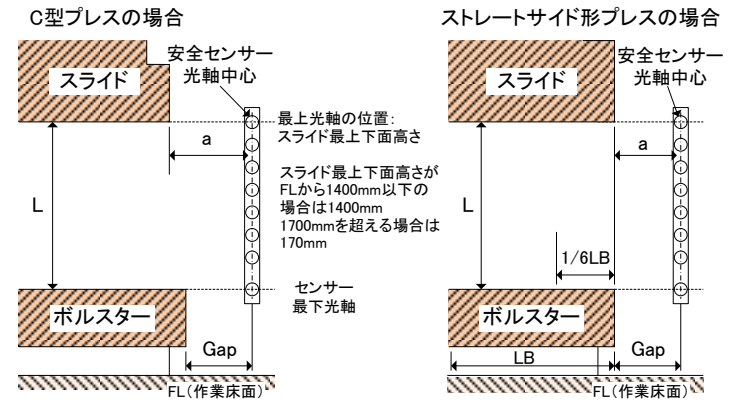 C型プレスの場合
スライド
安全センサー
光軸中心
最上光軸の位置：
スライド最上下面高さ
a
スライド最上下面高さが
FLから1400mm以下の
場合は1400mm
1700mmを超える場合は
170mm
L
センサー
最下光軸
ボルスター
Gap
FL（作業床面）
ストレートサイド形プレスの場合
スライド
安全センサー
光軸中心
a
L
1/6LB
ボルスター
LB
Gap
FL（作業床面）